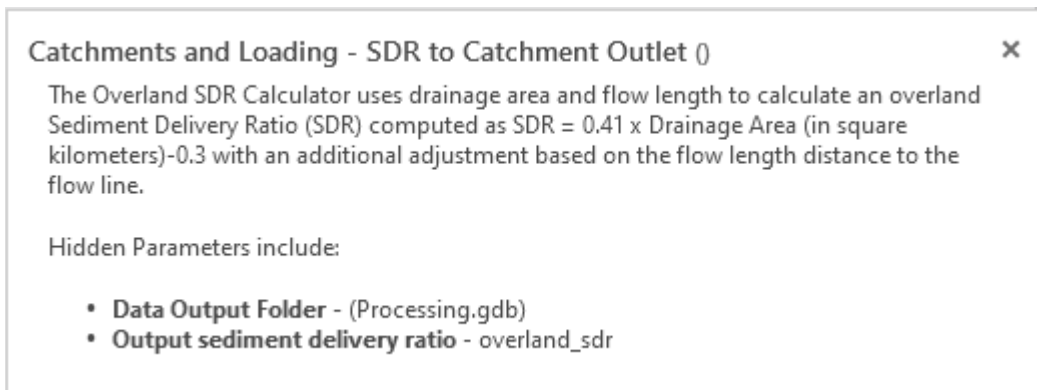 Catchments and Loading - SDR to Catchment Outlet ()
The Overland SDR Calculator uses drainage area and flow length to calculate an overland
Sediment Delivery Ratio (SDR) computed as SDR = 0.41 x Drainage Area (in square
kilometers)-0.3 with an additional adjustment based on the flow length distance to the
flow line.
Hidden Parameters include:
• Data Output Folder - (Processing.gdb)
• Output sediment delivery ratio - overland_sdr